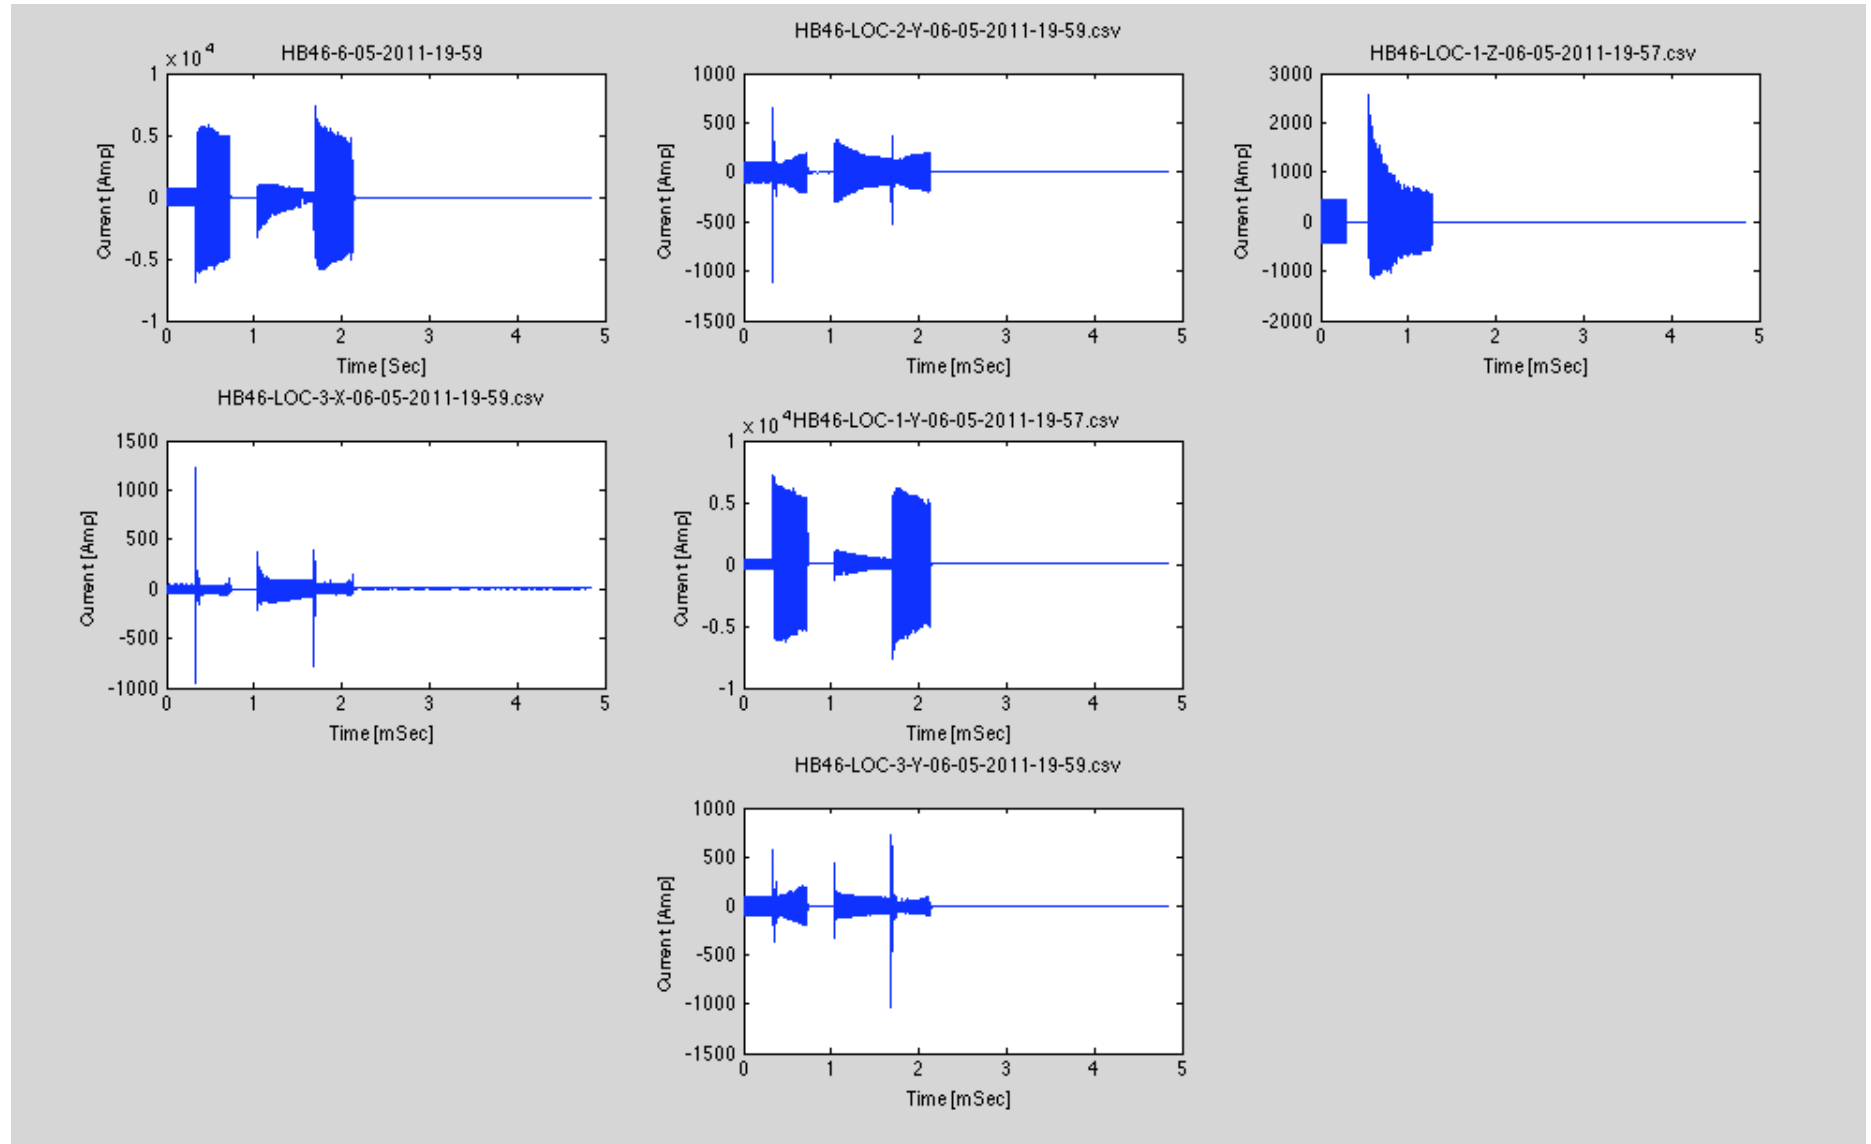 HB46-6-05-2011-19-59
x 10 4
1
0.5
0
-0.5
-1
Current [Amp]
0 1 2 3 4 5
Time [Sec]
HB46-LOC-2-Y-06-05-2011-19-59.csv
1000
500
0
-500
-1000
-1500
Current [Amp]
0 1 2 3 4 5
Time [mSec]
HB46-LOC-1-Z-06-05-2011-19-57.csv
3000
2000
1000
0
-1000
-2000
Current [Amp]
0 1 2 3 4 5
Time [mSec]
HB46-LOC-3-X-06-05-2011-19-59.csv
1500
1000
500
0
-500
-1000
Current [Amp]
0 1 2 3 4 5
Time [mSec]
x 10 4 HB46-LOC-1-Y-06-05-2011-19-57.csv
1
0.5
0
-0.5
-1
Current [Amp]
0 1 2 3 4 5
Time [mSec]
HB46-LOC-3-Y-06-05-2011-19-59.csv
1000
500
0
-500
-1000
-1500
Current [Amp]
0 1 2 3 4 5
Time [mSec]